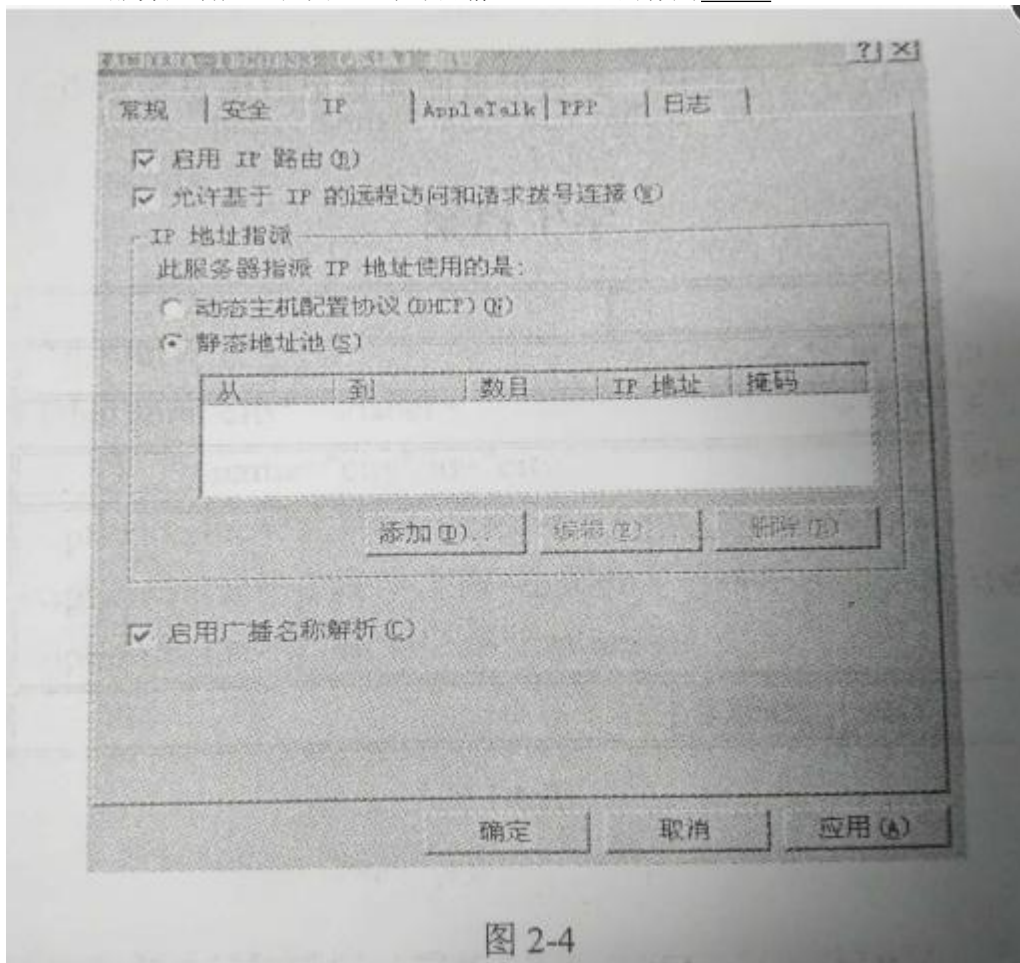 ? ×
常规 安全 IP AppleTalk PPP 日志
启用 IP 路由(R)
允许基于 IP 的远程访问和请求拨号连接(W)
IP 地址指派
此服务器指派 IP 地址使用的是:
动态主机配置协议(DHCP)
静态地址池(S)
从 到 数目 IP 地址 掩码
添加(D)... 编辑 删除
启用广播名称解析(C)
确定 取消 应用(A)
图 2-4